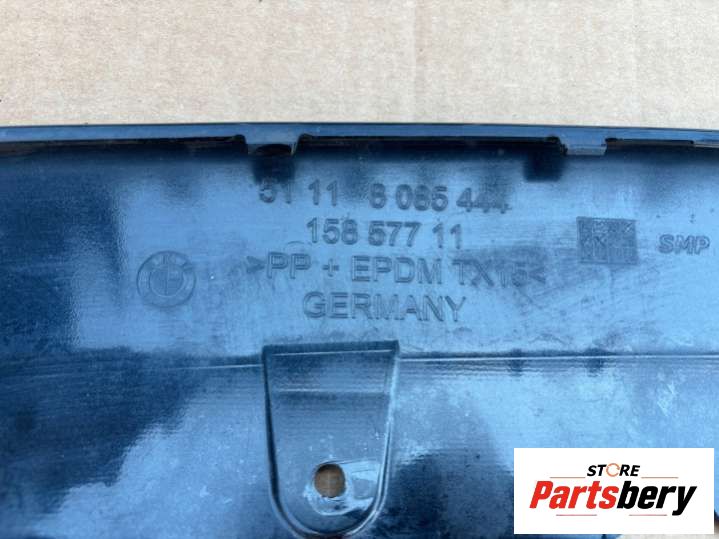 51 11 8 065 444
158 577 11
SMP
>PP + EPDM TX15<
GERMANY
STORE
Partsbery